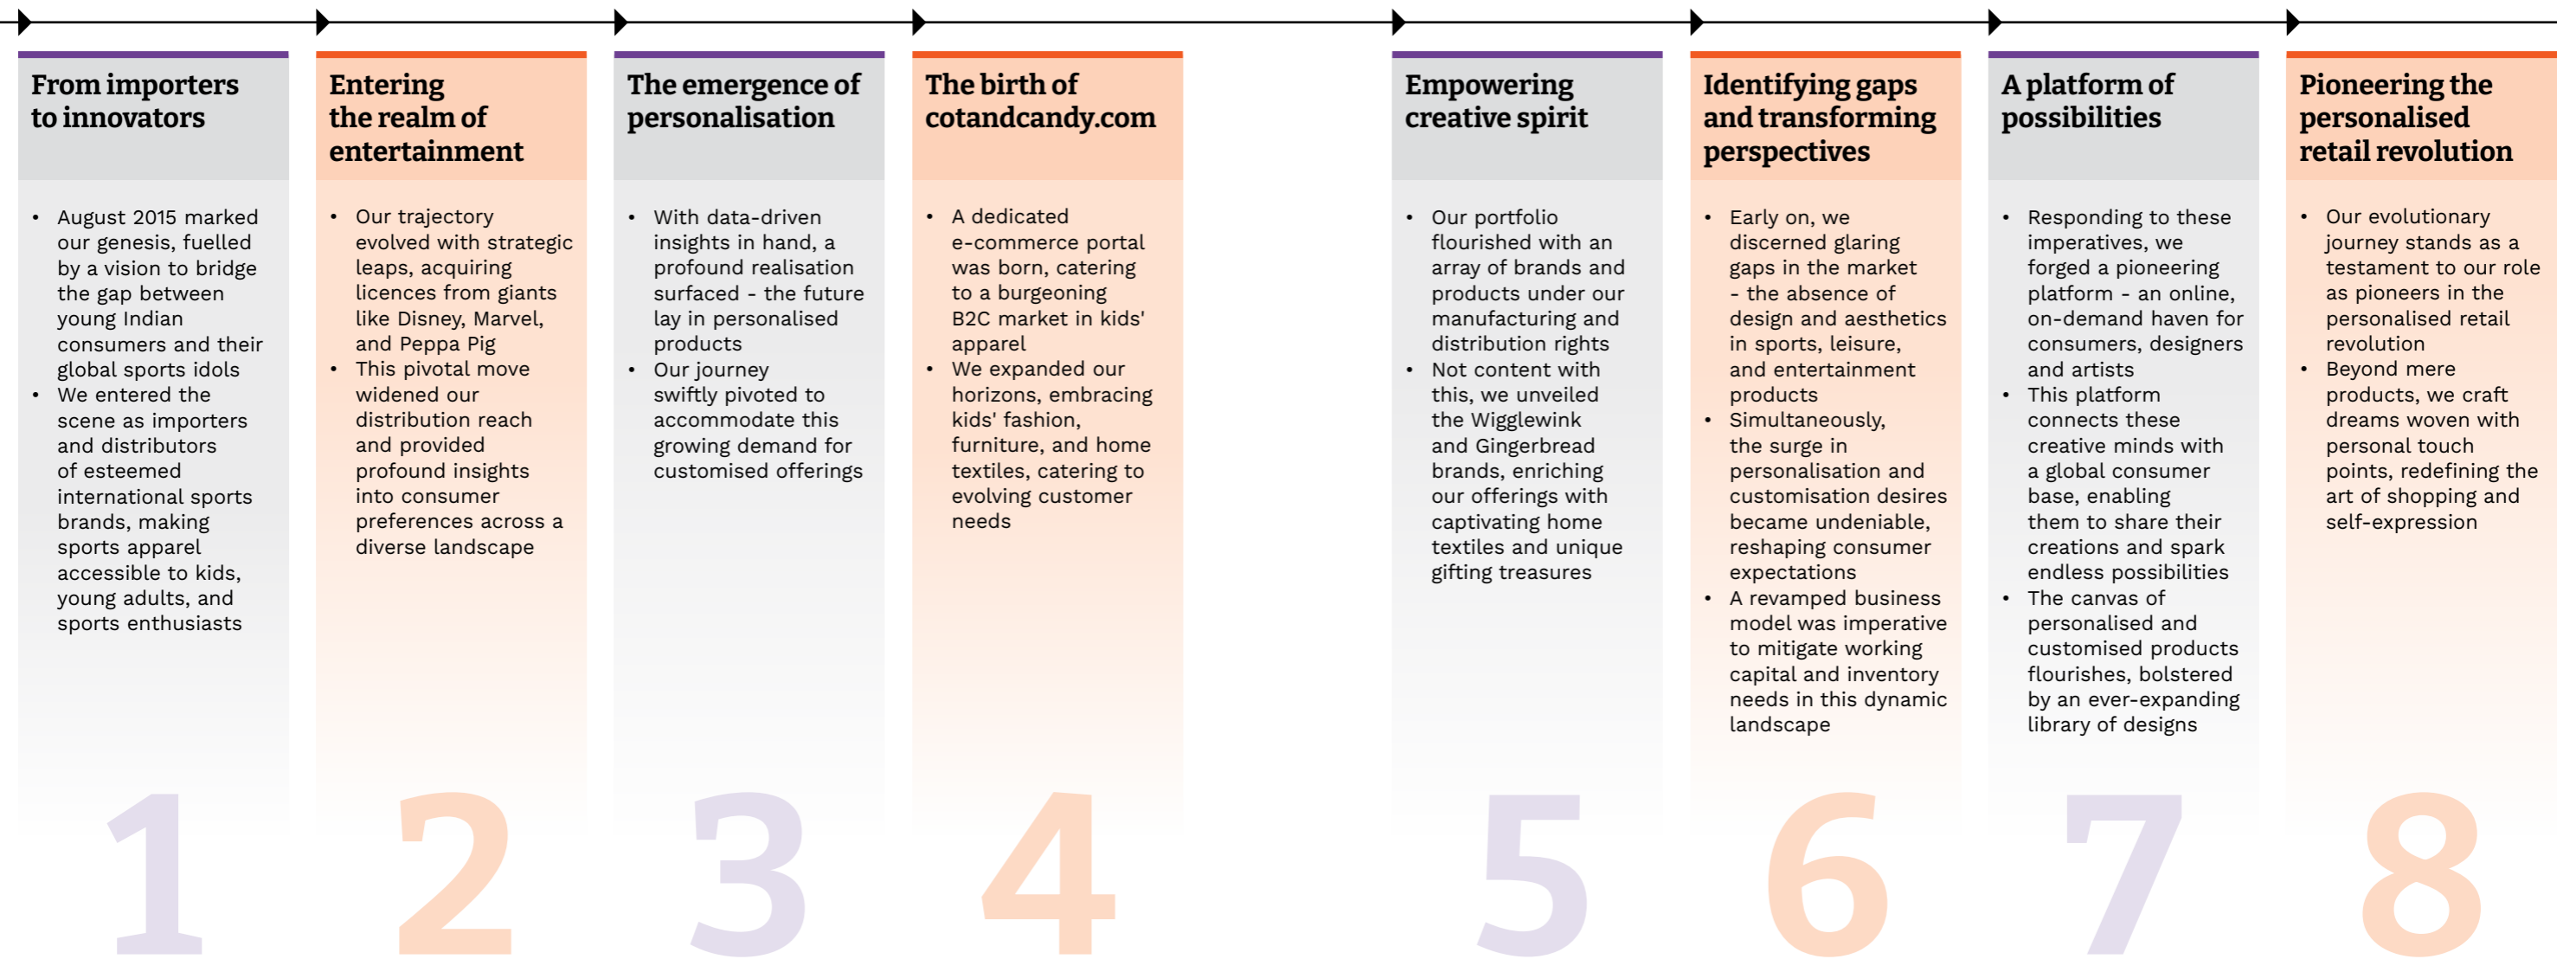 From importers
to innovators
• August 2015 marked
our genesis, fuelled
by a vision to bridge
the gap between
young Indian
consumers and their
global sports idols
• We entered the
scene as importers
and distributors
of esteemed
international sports
brands, making
sports apparel
accessible to kids,
young adults, and
sports enthusiasts
1
Entering
the realm of
entertainment
• Our trajectory
evolved with strategic
leaps, acquiring
licences from giants
like Disney, Marvel,
and Peppa Pig
• This pivotal move
widened our
distribution reach
and provided
profound insights
into consumer
preferences across a
diverse landscape
2
The emergence of
personalisation
• With data-driven
insights in hand, a
profound realisation
surfaced - the future
lay in personalised
products
• Our journey
swiftly pivoted to
accommodate this
growing demand for
customised offerings
3
The birth of
cotandcandy.com
• A dedicated
e-commerce portal
was born, catering
to a burgeoning
B2C market in kids'
apparel
• We expanded our
horizons, embracing
kids' fashion,
furniture, and home
textiles, catering to
evolving customer
needs
4
Empowering
creative spirit
• Our portfolio
flourished with an
array of brands and
products under our
manufacturing and
distribution rights
• Not content with
this, we unveiled
the Wigglewink
and Gingerbread
brands, enriching
our offerings with
captivating home
textiles and unique
gifting treasures
5
Identifying gaps
and transforming
perspectives
• Early on, we
discerned glaring
gaps in the market
- the absence of
design and aesthetics
in sports, leisure,
and entertainment
products
• Simultaneously,
the surge in
personalisation and
customisation desires
became undeniable,
reshaping consumer
expectations
• A revamped business
model was imperative
to mitigate working
capital and inventory
needs in this dynamic
landscape
6
A platform of
possibilities
• Responding to these
imperatives, we
forged a pioneering
platform - an online,
on-demand haven for
consumers, designers
and artists
• This platform
connects these
creative minds with
a global consumer
base, enabling
them to share their
creations and spark
endless possibilities
• The canvas of
personalised and
customised products
flourishes, bolstered
by an ever-expanding
library of designs
7
Pioneering the
personalised
retail revolution
• Our evolutionary
journey stands as a
testament to our role
as pioneers in the
personalised retail
revolution
• Beyond mere
products, we craft
dreams woven with
personal touch
points, redefining the
art of shopping and
self-expression
8